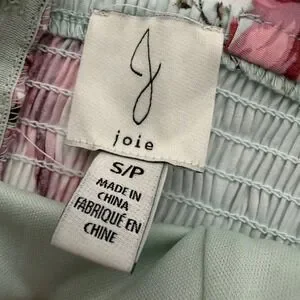 joie
S/P
MADE IN
CHINA
FABRIQUÉ EN
CHINE